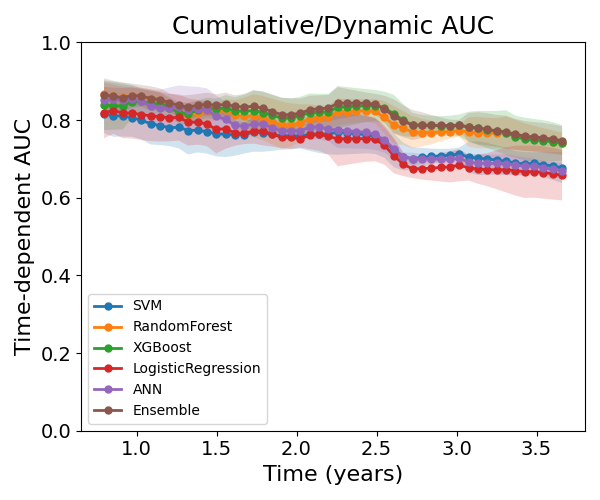 Cumulative/Dynamic AUC
Time-dependent AUC
1.0
0.8
0.6
0.4
0.2
0.0
SVM
RandomForest
XGBoost
LogisticRegression
ANN
Ensemble
1.0 1.5 2.0 2.5 3.0 3.5
Time (years)